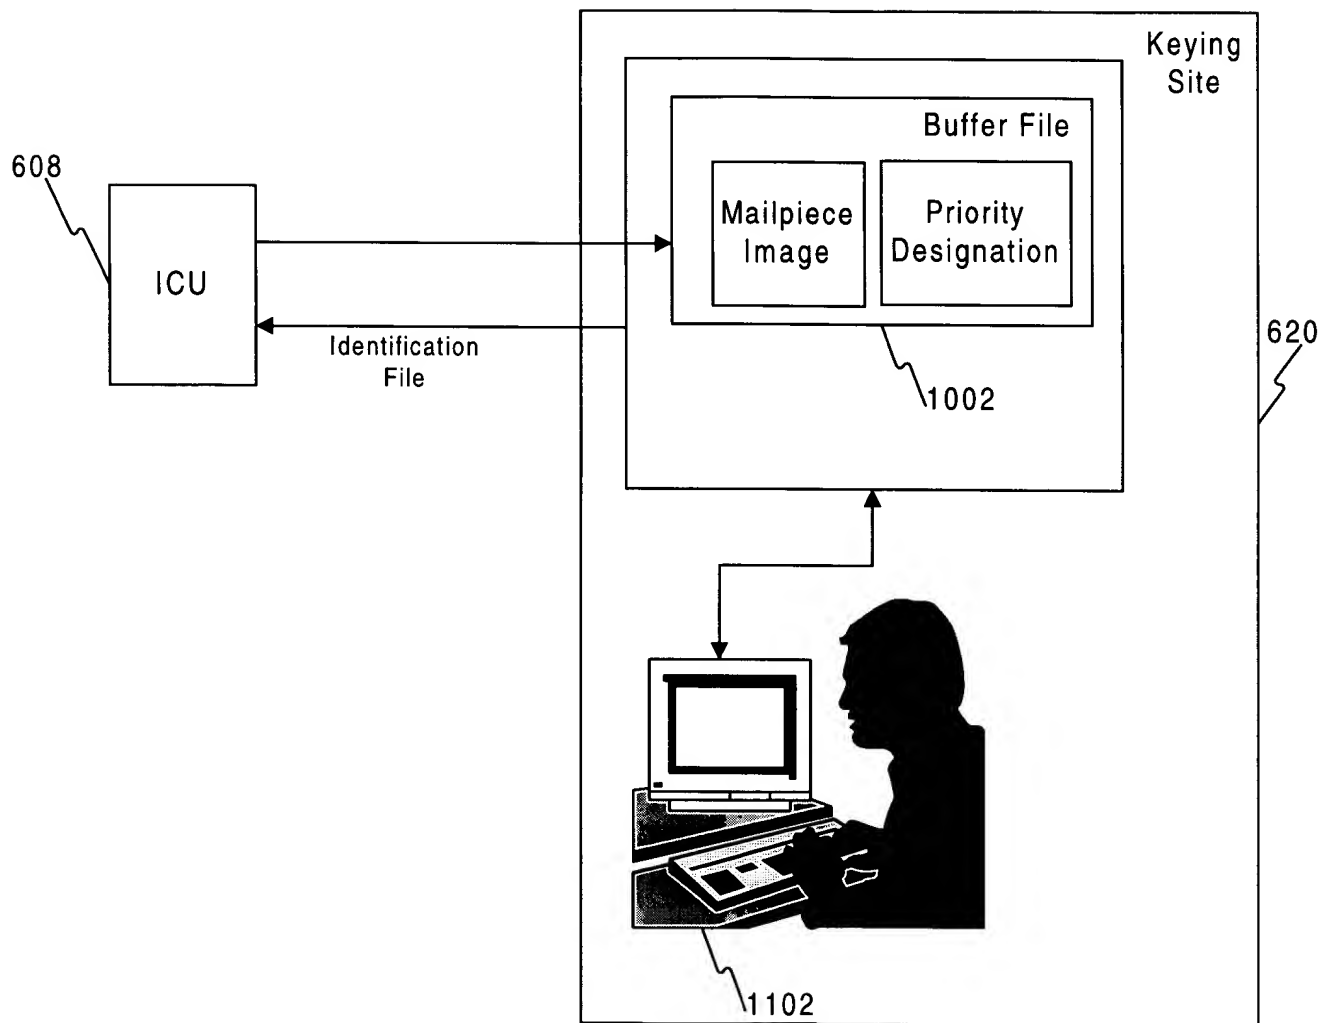 Keying
Site
Buffer File
608
Mailpiece
Image
Priority
Designation
ICU
620
Identification
File
1002
1102